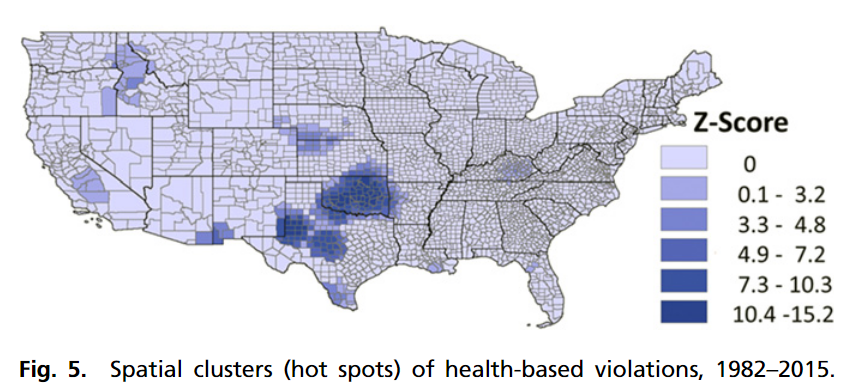 Z-Score
0
0.1 - 3.2
3.3 - 4.8
4.9 - 7.2
7.3 - 10.3
10.4 -15.2
Fig. 5. Spatial clusters (hot spots) of health-based violations, 1982–2015.